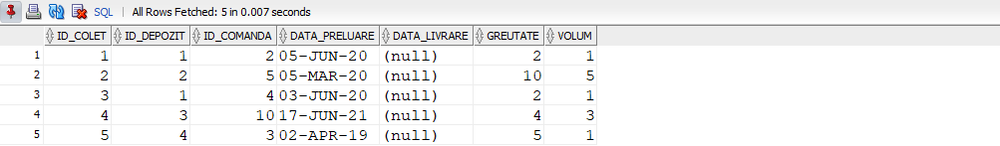 SQL | All Rows Fetched: 5 in 0.007 seconds
ID_COLET ID_DEPOZIT ID_COMANDA DATA_PRELUARE DATA_LIVRARE GREUTATE VOLUM
1 1 1 2 05-JUN-20 (null) 2 1
2 2 2 5 05-MAR-20 (null) 10 5
3 3 1 4 03-JUN-20 (null) 2 1
4 4 3 10 17-JUN-21 (null) 4 3
5 5 4 3 02-APR-19 (null) 5 1